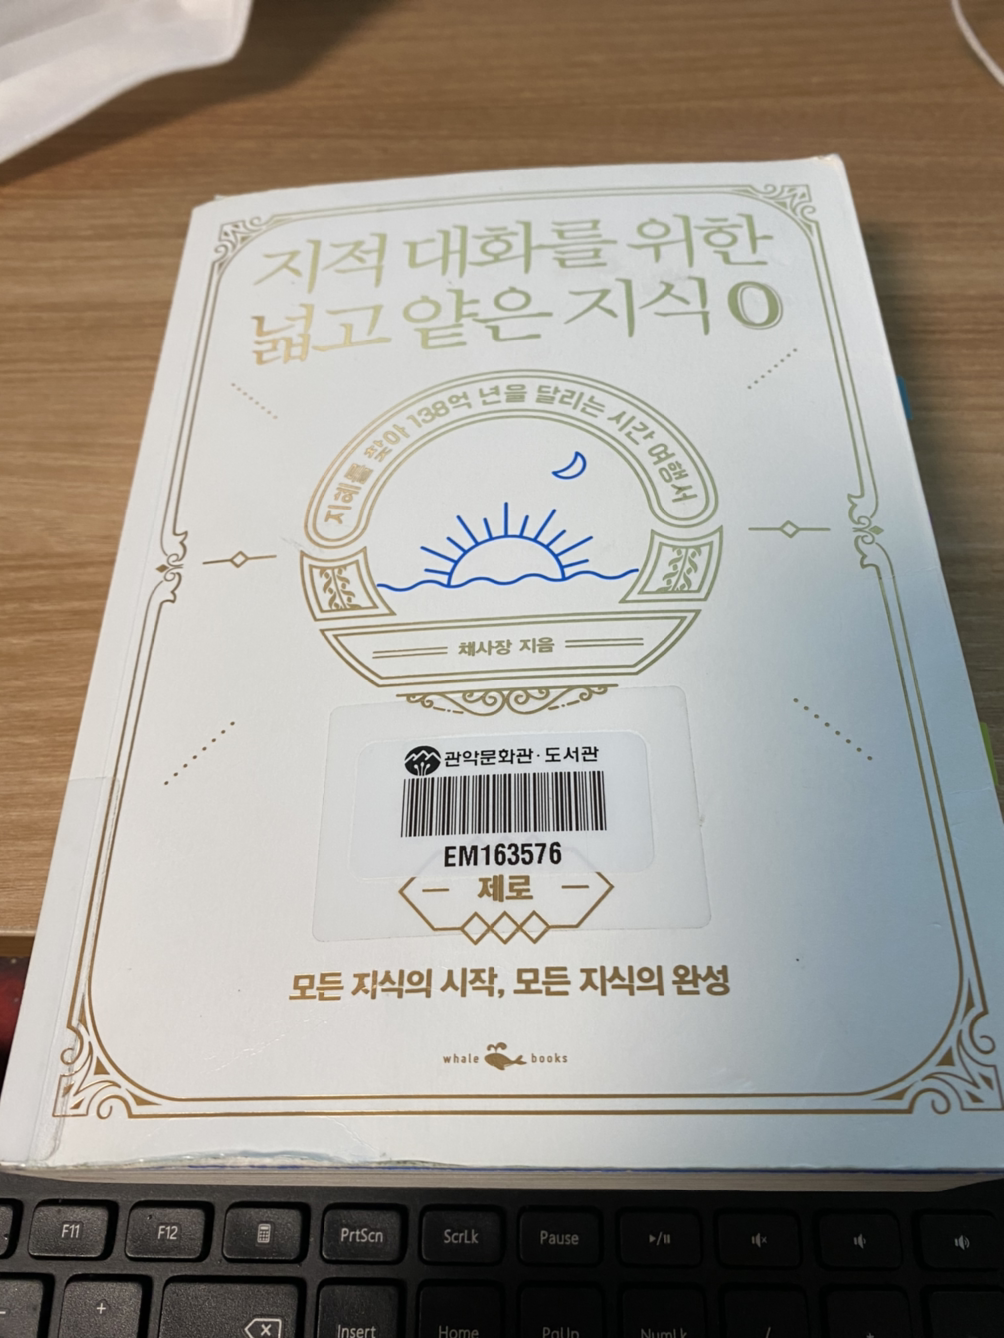 지적 대화를 위한
넓고 얕은 지식 0
지혜를 찾아 138억 년을 달리는 시간 여행서
채사장 지음
관악문화관·도서관
EM163576
제로
모든 지식의 시작, 모든 지식의 완성
whale books
F11
F12
PrtScn
ScrLk
Pause
+
Insert
Home
PgUp
NumLk
/